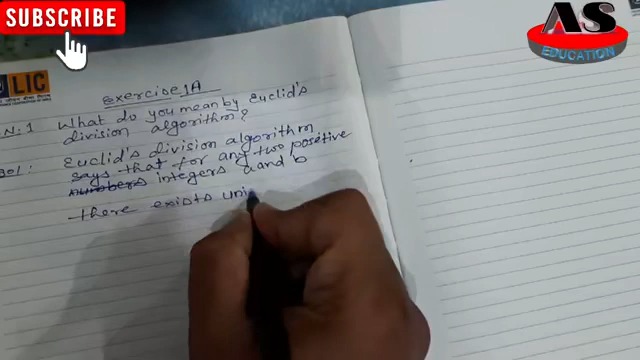 SUBSCRIBE
AS
EDUCATION
LIC
Exercise 1A
N: 1 What do you mean by Euclid's
division algorithm?
Sol: Euclid's division algorithm
says that for any two positive
numbers integers a and b
there exists uni